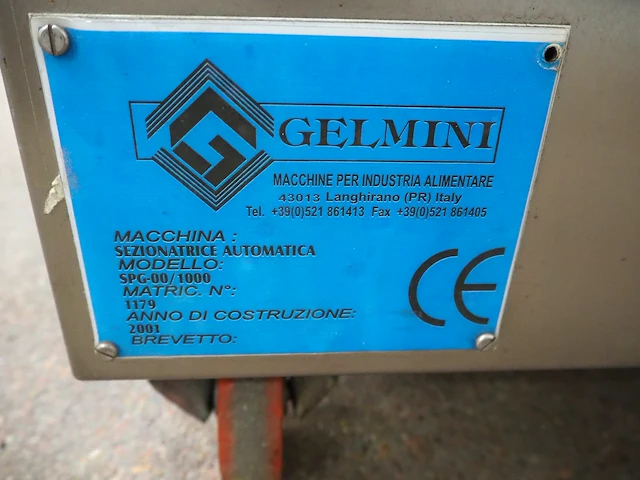 GELMINI
MACCHINE PER INDUSTRIA ALIMENTARE
43013 Langhirano (PR) Italy
Tel. +39(0)521 861413 Fax +39(0)521 861405
MACCHINA :
SEZIONATRICE AUTOMATICA
MODELLO:
SPG-00/1000
MATRIC. N°:
1179
ANNO DI COSTRUZIONE:
2001
BREVETTO:
CE